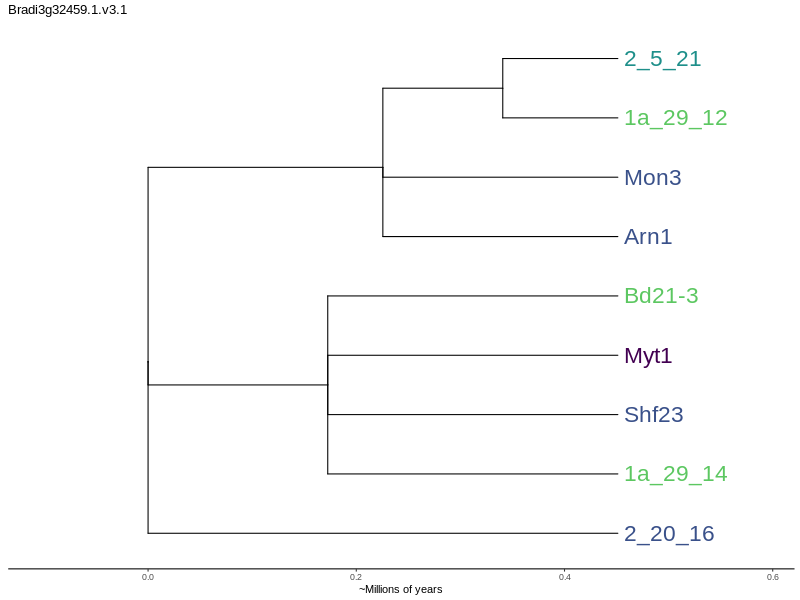 Bradi3g32459.1.v3.1
2_5_21
1a_29_12
Mon3
Arn1
Bd21-3
Myt1
Shf23
1a_29_14
2_20_16
0.0 0.2 0.4 0.6
~Millions of years